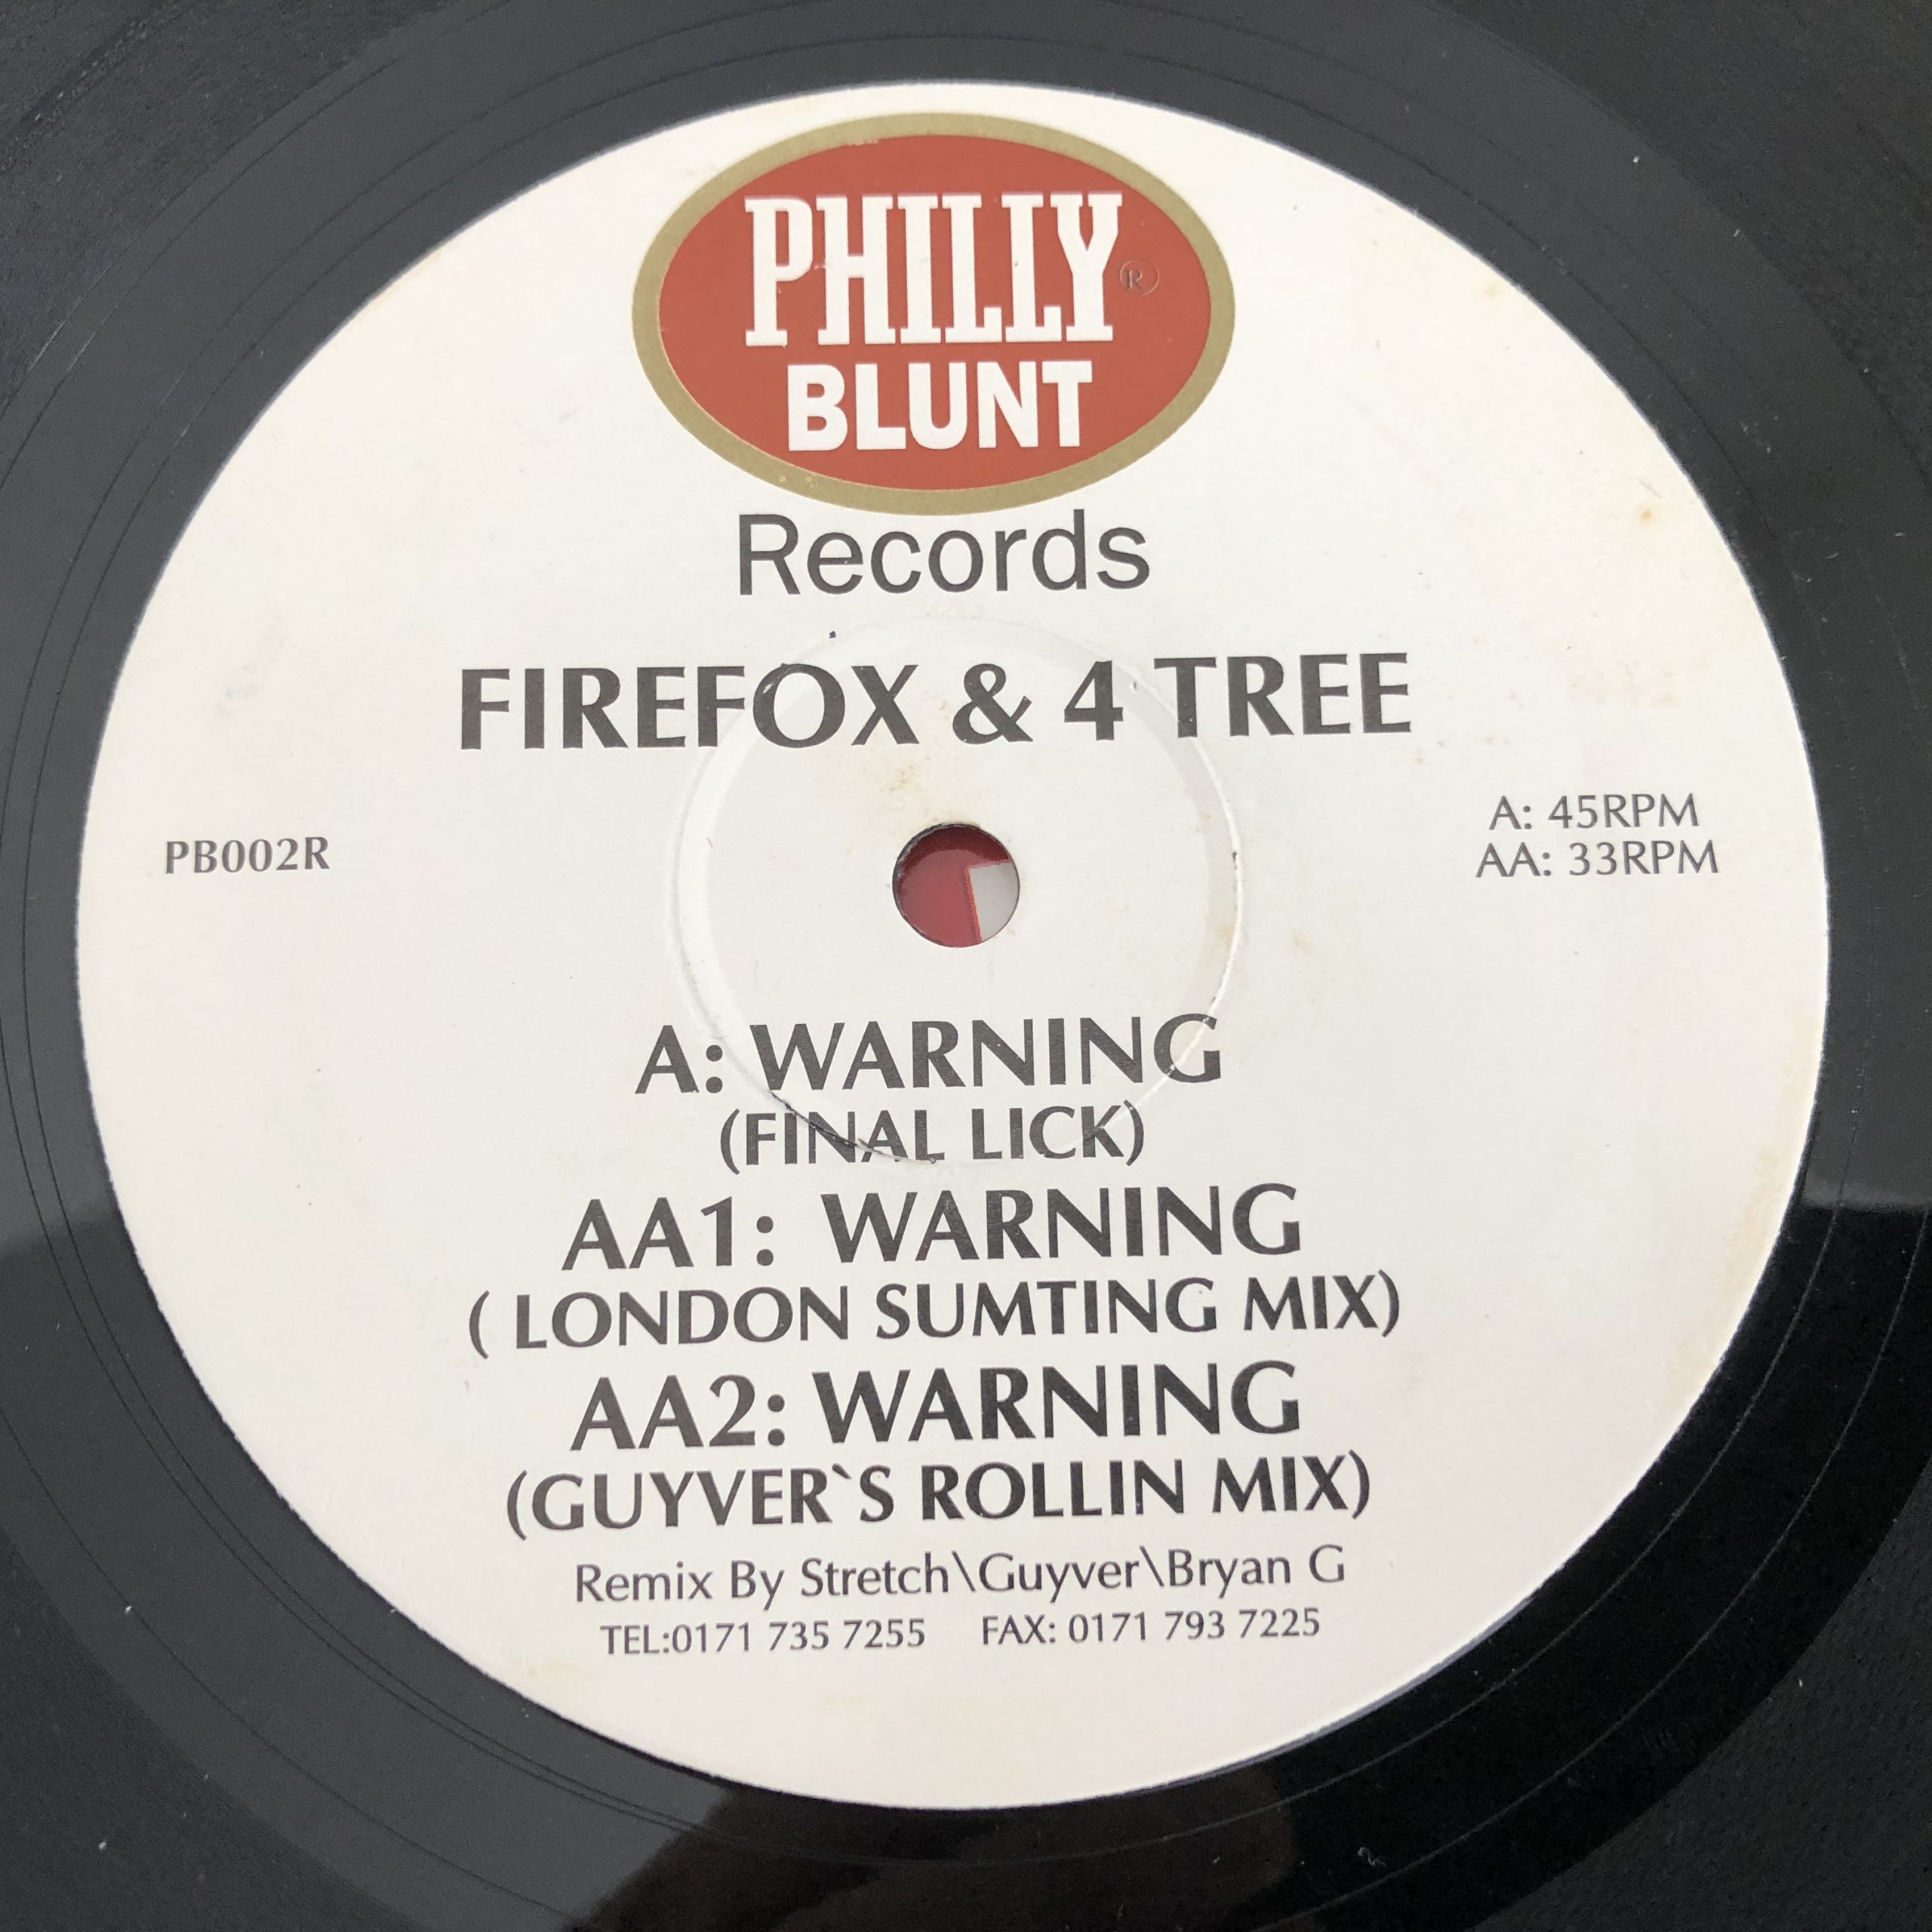 PHILLY®
BLUNT
Records
FIREFOX & 4 TREE
PB002R
A: 45RPM
AA: 33RPM
A: WARNING
(FINAL LICK)
AA1: WARNING
( LONDON SUMTING MIX)
AA2: WARNING
(GUYVER`S ROLLIN MIX)
Remix By Stretch\Guyver\Bryan G
TEL:0171 735 7255 FAX: 0171 793 7225